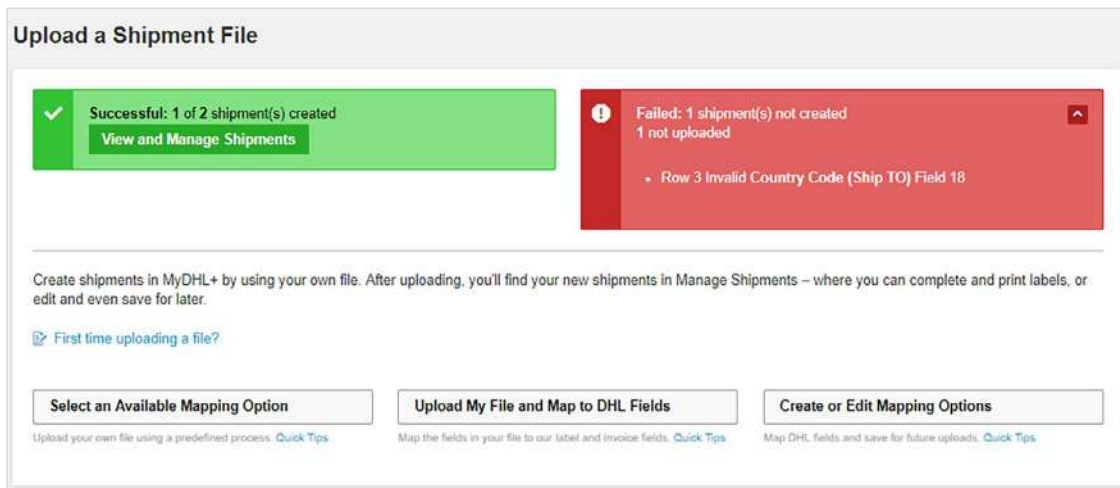 Upload a Shipment File
Successful: 1 of 2 shipment(s) created
View and Manage Shipments
Failed: 1 shipment(s) not created
1 not uploaded
• Row 3 Invalid Country Code (Ship TO) Field 18
Create shipments in MyDHL+ by using your own file. After uploading, you'll find your new shipments in Manage Shipments – where you can complete and print labels, or
edit and even save for later.
First time uploading a file?
Select an Available Mapping Option
Upload your own file using a predefined process. Quick Tips
Upload My File and Map to DHL Fields
Map the fields in your file to our label and invoice fields. Quick Tips
Create or Edit Mapping Options
Map DHL fields and save for future uploads. Quick Tips